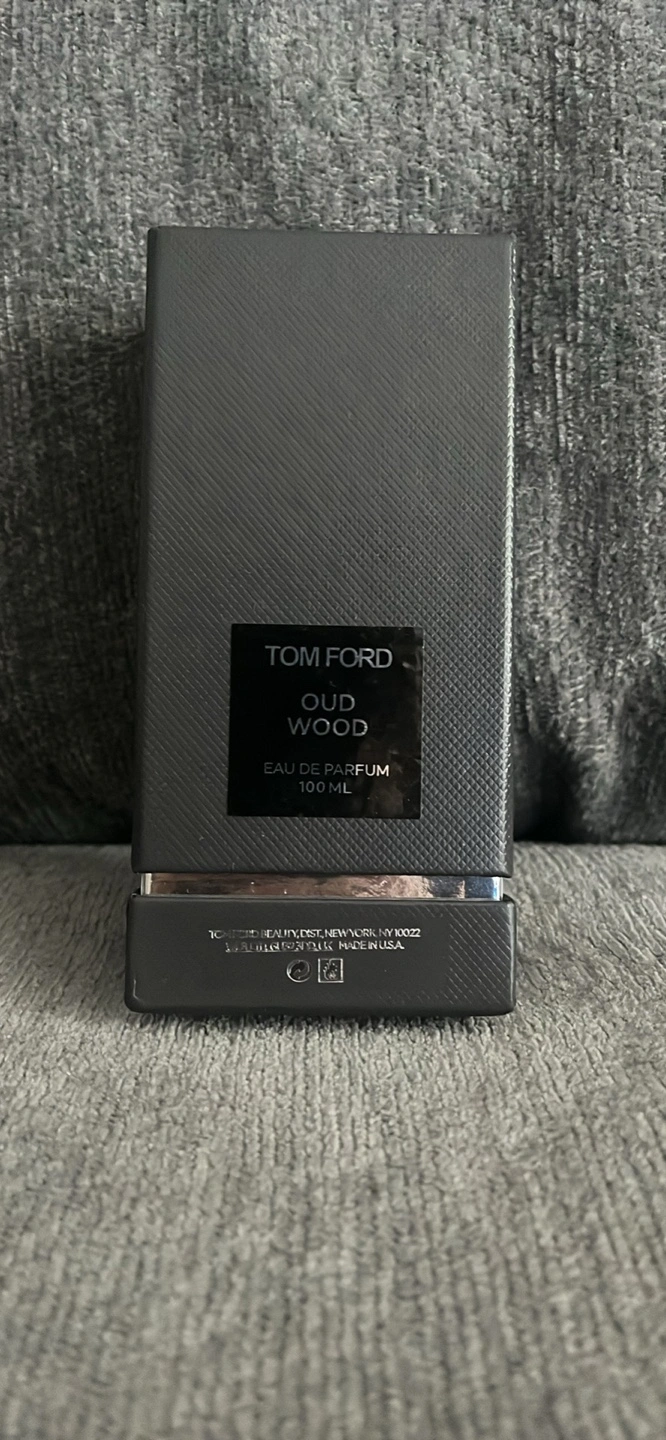 TOM FORD
OUD
WOOD
EAU DE PARFUM
100 ML
TOM FORD BEAUTY, DIST., NEW YORK, NY 10022
MADE IN U.S.A.